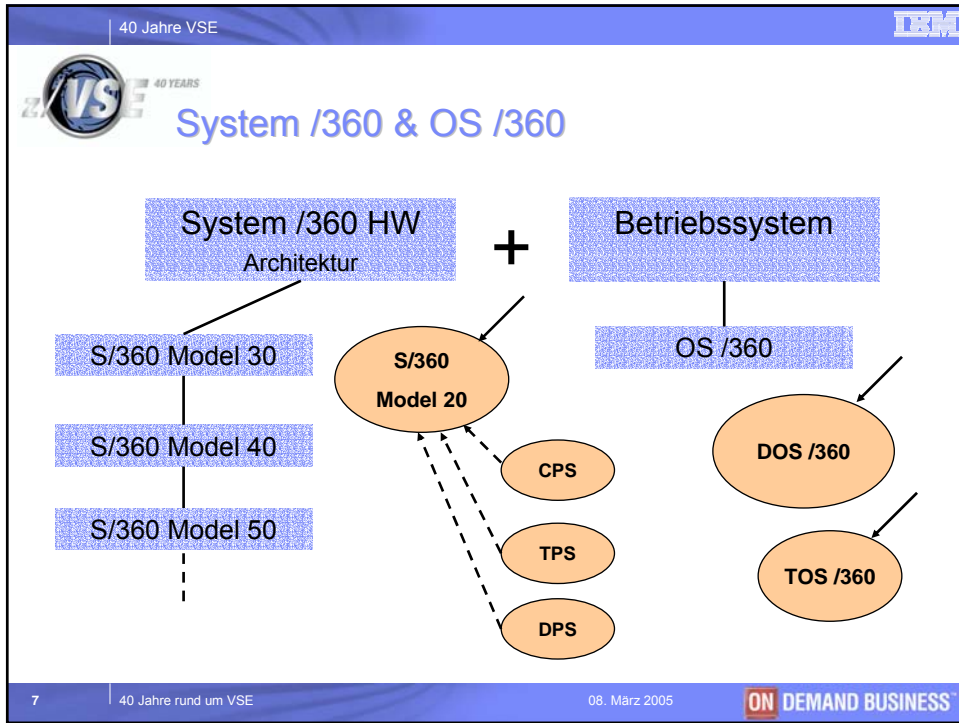 40 Jahre VSE
IBM
z/VSE
40 YEARS
System /360 & OS /360
System /360 HW
Architektur
+
Betriebssystem
S/360 Model 30
S/360 Model 40
S/360 Model 50
S/360
Model 20
OS /360
CPS
TPS
DPS
DOS /360
TOS /360
7
40 Jahre rund um VSE
08. März 2005
ON DEMAND BUSINESS™